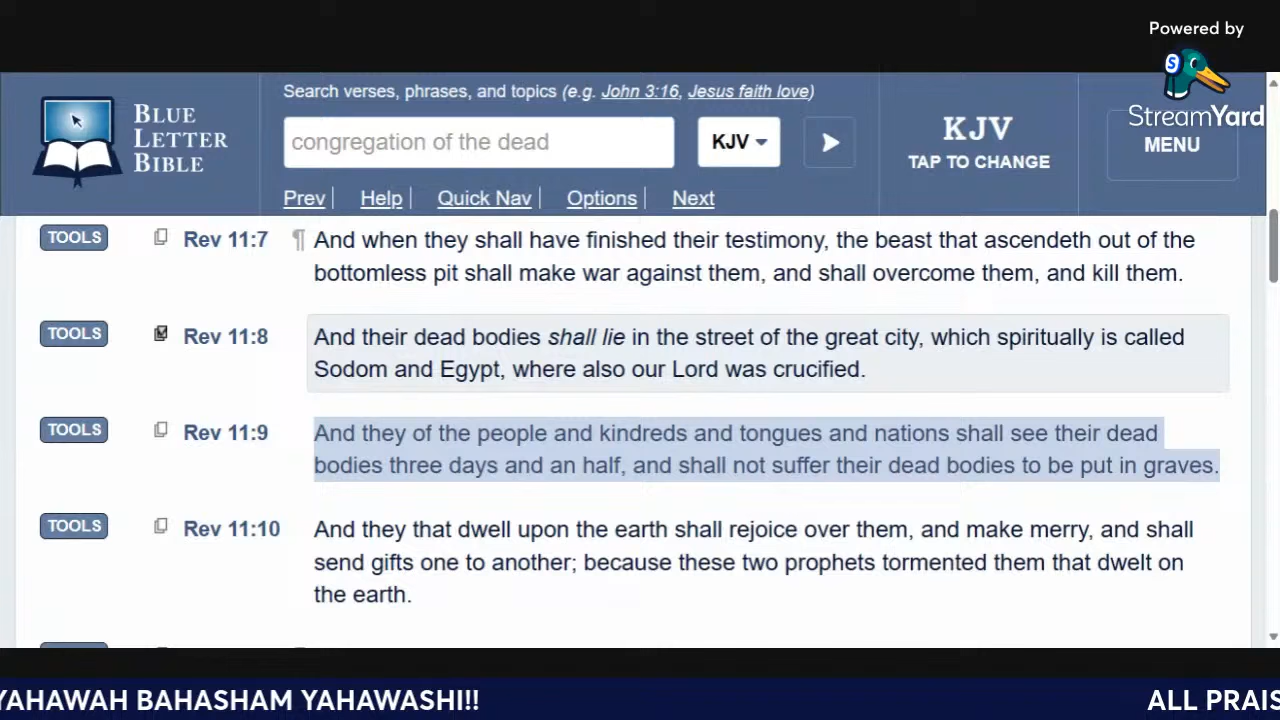 Powered by
S
StreamYard
BLUE
LETTER
BIBLE
Search verses, phrases, and topics (e.g. John 3:16, Jesus faith love)
congregation of the dead
KJV
KJV
TAP TO CHANGE
MENU
Prev
Help
Quick Nav
Options
Next
TOOLS
Rev 11:7
¶ And when they shall have finished their testimony, the beast that ascendeth out of the
bottomless pit shall make war against them, and shall overcome them, and kill them.
TOOLS
Rev 11:8
And their dead bodies shall lie in the street of the great city, which spiritually is called
Sodom and Egypt, where also our Lord was crucified.
TOOLS
Rev 11:9
And they of the people and kindreds and tongues and nations shall see their dead
bodies three days and an half, and shall not suffer their dead bodies to be put in graves.
TOOLS
Rev 11:10
And they that dwell upon the earth shall rejoice over them, and make merry, and shall
send gifts one to another; because these two prophets tormented them that dwelt on
the earth.
YAHAWAH BAHASHAM YAHAWASHI!!
ALL PRAIS